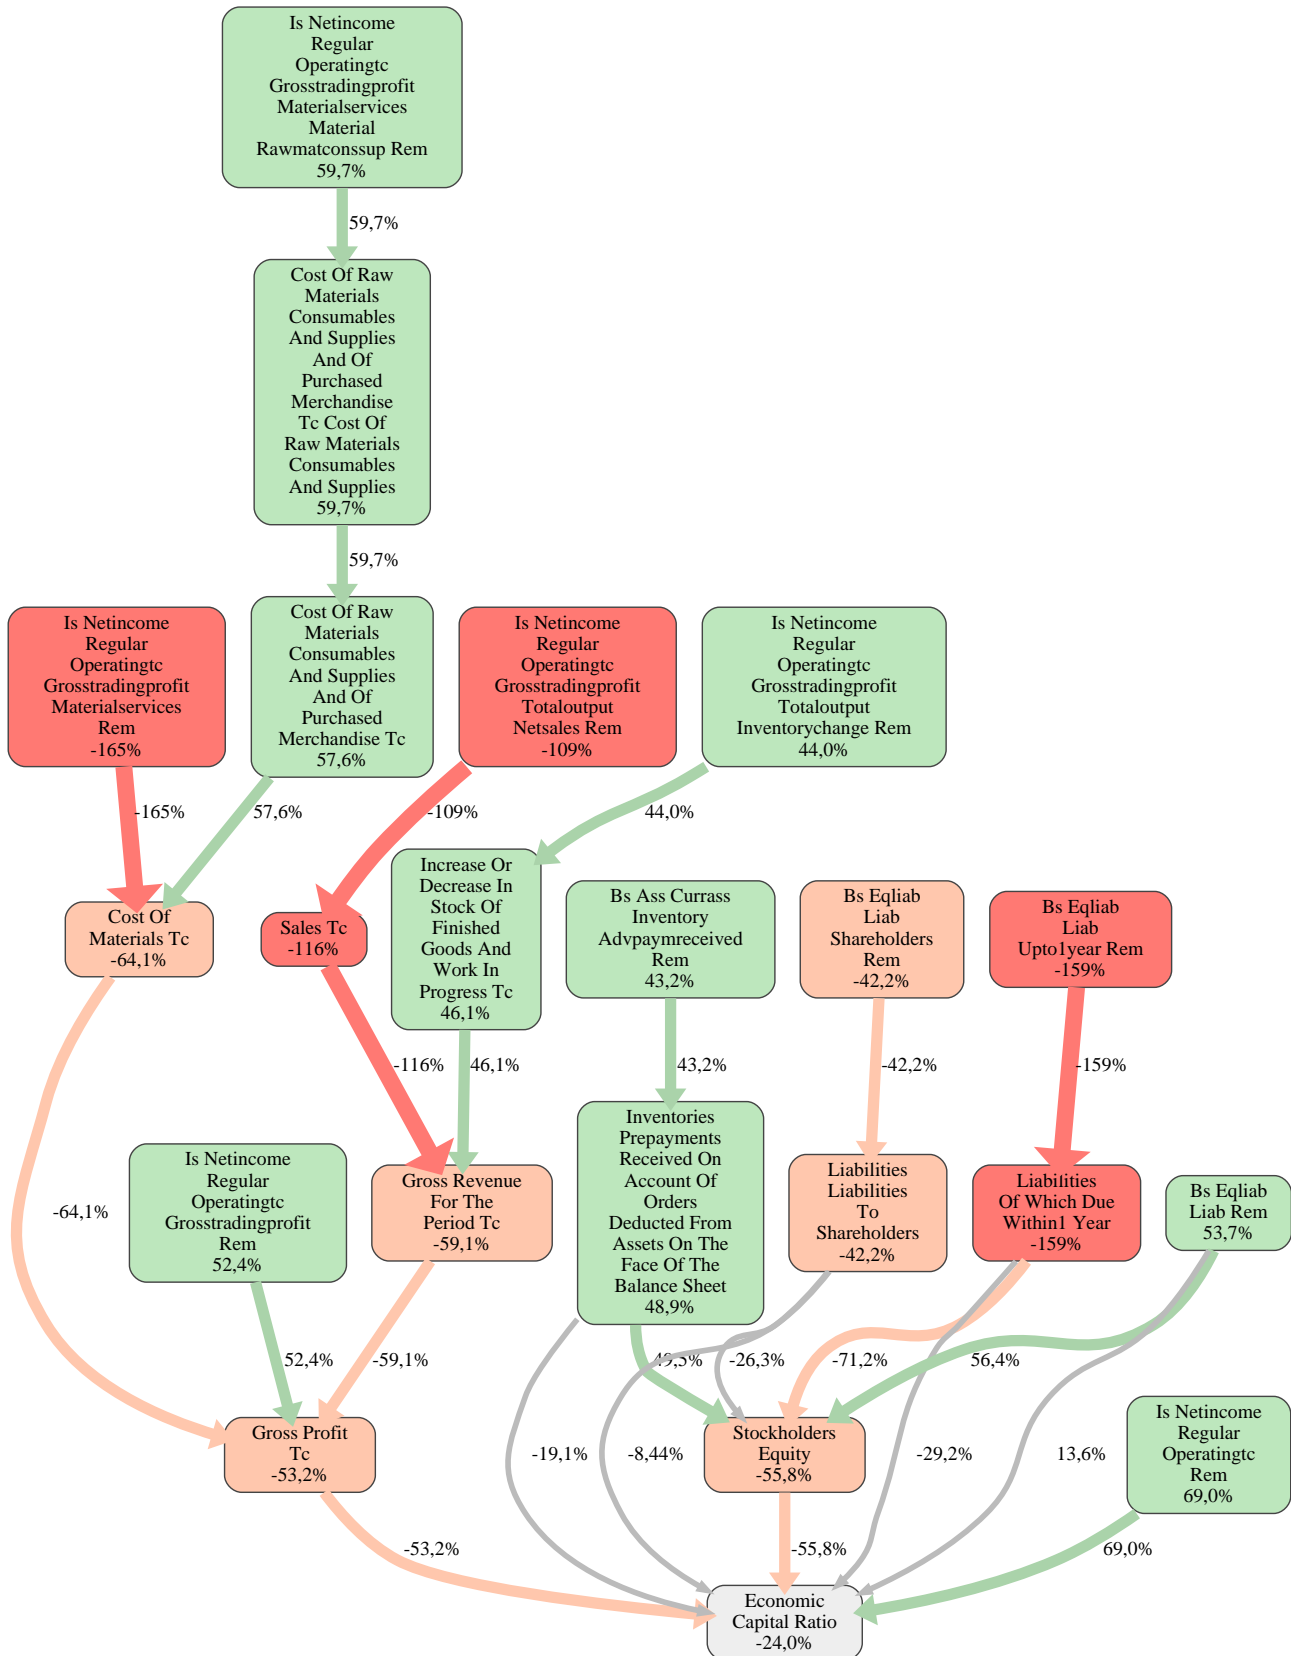 Is Netincome
Regular
Operatingtc
Grosstradingprofit
Materialservices
Material
Rawmatconssup Rem
59,7%
59,7%
Cost Of Raw
Materials
Consumables
And Supplies
And Of
Purchased
Merchandise
Tc Cost Of
Raw Materials
Consumables
And Supplies
59,7%
59,7%
Is Netincome
Regular
Operatingtc
Grosstradingprofit
Materialservices
Rem
-165%
Cost Of Raw
Materials
Consumables
And Supplies
And Of
Purchased
Merchandise Tc
57,6%
Is Netincome
Regular
Operatingtc
Grosstradingprofit
Totaloutput
Netsales Rem
-109%
Is Netincome
Regular
Operatingtc
Grosstradingprofit
Totaloutput
Inventorychange Rem
44,0%
-165%
57,6%
-109%
44,0%
Cost Of
Materials Tc
-64,1%
Sales Tc
-116%
Increase Or
Decrease In
Stock Of
Finished
Goods And
Work In
Progress Tc
46,1%
Bs Ass Currass
Inventory
Advpaymreceived
Rem
43,2%
Bs Eqliab
Liab
Shareholders
Rem
-42,2%
Bs Eqliab
Liab
Upto1year Rem
-159%
-116%
46,1%
43,2%
-42,2%
-159%
-64,1%
Is Netincome
Regular
Operatingtc
Grosstradingprofit
Rem
52,4%
Gross Revenue
For The
Period Tc
-59,1%
Inventories
Prepayments
Received On
Account Of
Orders
Deducted From
Assets On The
Face Of The
Balance Sheet
48,9%
Liabilities
Liabilities
To
Shareholders
-42,2%
Liabilities
Of Which Due
Within1 Year
-159%
Bs Eqliab
Liab Rem
53,7%
52,4%
-59,1%
49,5%
-26,3%
-71,2%
56,4%
Gross Profit
Tc
-53,2%
-19,1%
-8,44%
Stockholders
Equity
-55,8%
-29,2%
13,6%
Is Netincome
Regular
Operatingtc
Rem
69,0%
-53,2%
-55,8%
69,0%
Economic
Capital Ratio
-24,0%